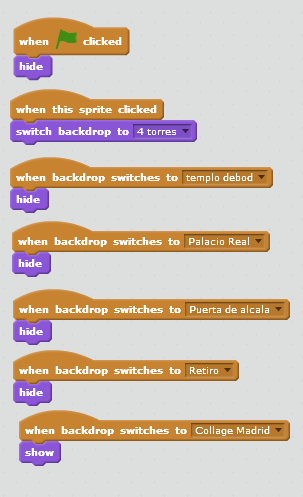 when clicked
hide
when this sprite clicked
switch backdrop to 4 torres
when backdrop switches to templo debod
hide
when backdrop switches to Palacio Real
hide
when backdrop switches to Puerta de alcala
hide
when backdrop switches to Retiro
hide
when backdrop switches to Collage Madrid
show